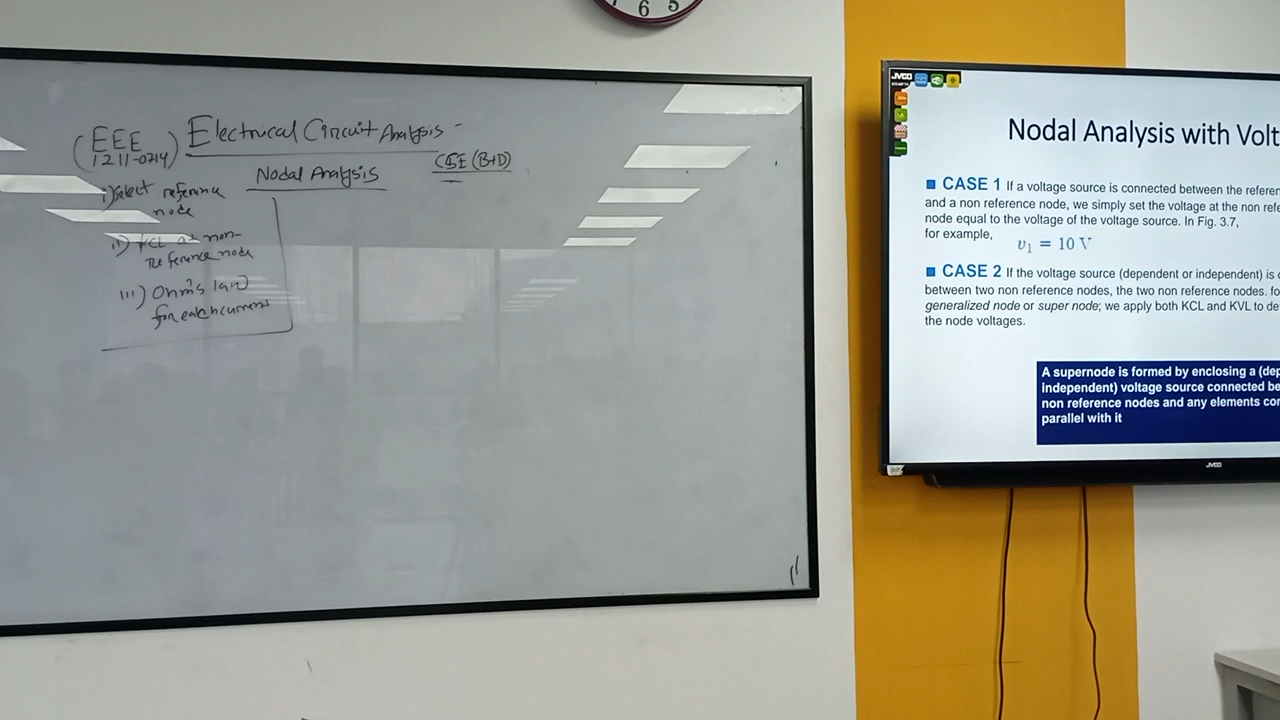 7 6 5
(EEE
1211-0714)
Electrical Circuit Analysis
CSE (B+D)
Nodal Analysis
i) Select reference
node
ii) KCL at non-
reference node
iii) Ohm's law
for each current
JVCO
Nodal Analysis with Volt
CASE 1 If a voltage source is connected between the referen
and a non reference node, we simply set the voltage at the non refe
node equal to the voltage of the voltage source. In Fig. 3.7,
for example,
v₁ = 10 V
CASE 2 If the voltage source (dependent or independent) is c
between two non reference nodes, the two non reference nodes. fo
generalized node or super node; we apply both KCL and KVL to de
the node voltages.
A supernode is formed by enclosing a (dep
independent) voltage source connected be
non reference nodes and any elements con
parallel with it
JVCO